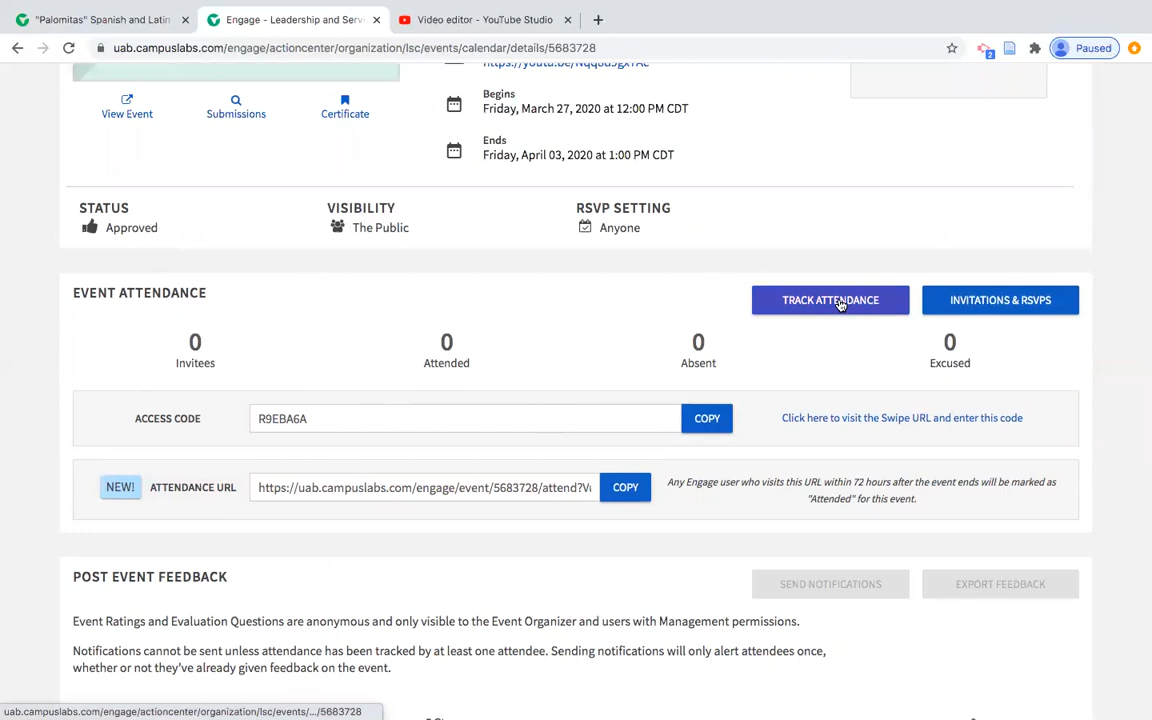 "Palomitas" Spanish and Latin
Engage - Leadership and Serv
Video editor - YouTube Studio
uab.campuslabs.com/engage/actioncenter/organization/lsc/events/calendar/details/5683728
2
Paused
View Event
Submissions
Certificate
Begins
Friday, March 27, 2020 at 12:00 PM CDT
Ends
Friday, April 03, 2020 at 1:00 PM CDT
STATUS
Approved
VISIBILITY
The Public
RSVP SETTING
Anyone
EVENT ATTENDANCE
TRACK ATTENDANCE
INVITATIONS & RSVPS
0
Invitees
0
Attended
0
Absent
0
Excused
ACCESS CODE
R9EBA6A
COPY
Click here to visit the Swipe URL and enter this code
NEW!
ATTENDANCE URL
https://uab.campuslabs.com/engage/event/5683728/attend?V
COPY
Any Engage user who visits this URL within 72 hours after the event ends will be marked as
"Attended" for this event.
POST EVENT FEEDBACK
SEND NOTIFICATIONS
EXPORT FEEDBACK
Event Ratings and Evaluation Questions are anonymous and only visible to the Event Organizer and users with Management permissions.
Notifications cannot be sent unless attendance has been tracked by at least one attendee. Sending notifications will only alert attendees once,
whether or not they've already given feedback on the event.
uab.campuslabs.com/engage/actioncenter/organization/lsc/events/.../5683728